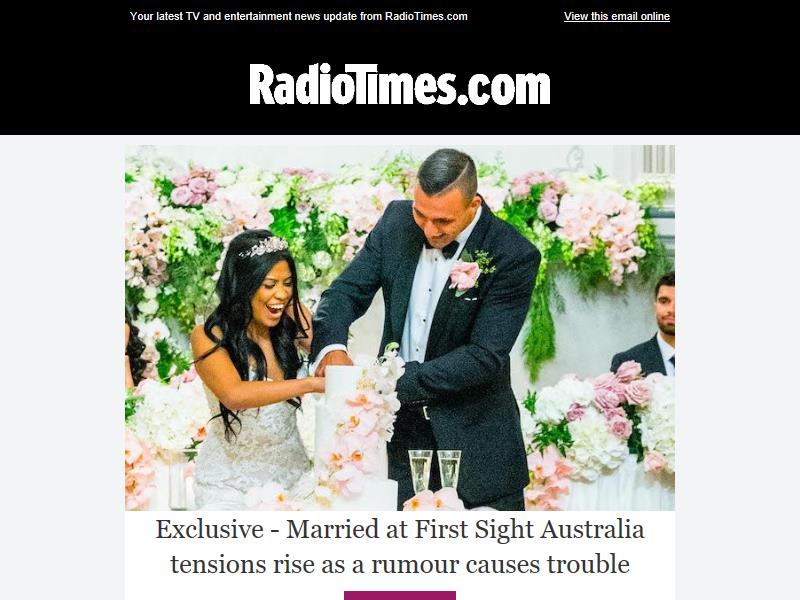 Your latest TV and entertainment news update from RadioTimes.com
View this email online
RadioTimes.com
Exclusive - Married at First Sight Australia
tensions rise as a rumour causes trouble